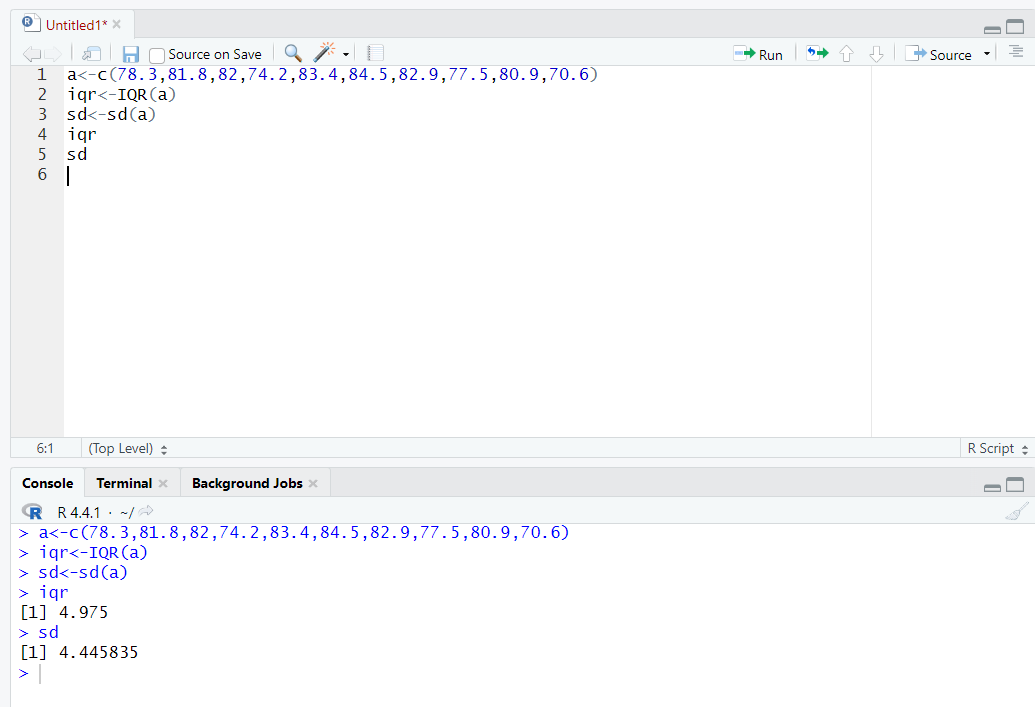 Untitled1*
Source on Save
Run
Source
1 a<-c(78.3,81.8,82,74.2,83.4,84.5,82.9,77.5,80.9,70.6)
2 iqr<-IQR(a)
3 sd<-sd(a)
4 iqr
5 sd
6
6:1 (Top Level) R Script
Console Terminal Background Jobs
R R 4.4.1 · ~/
> a<-c(78.3,81.8,82,74.2,83.4,84.5,82.9,77.5,80.9,70.6)
> iqr<-IQR(a)
> sd<-sd(a)
> iqr
[1] 4.975
> sd
[1] 4.445835
>